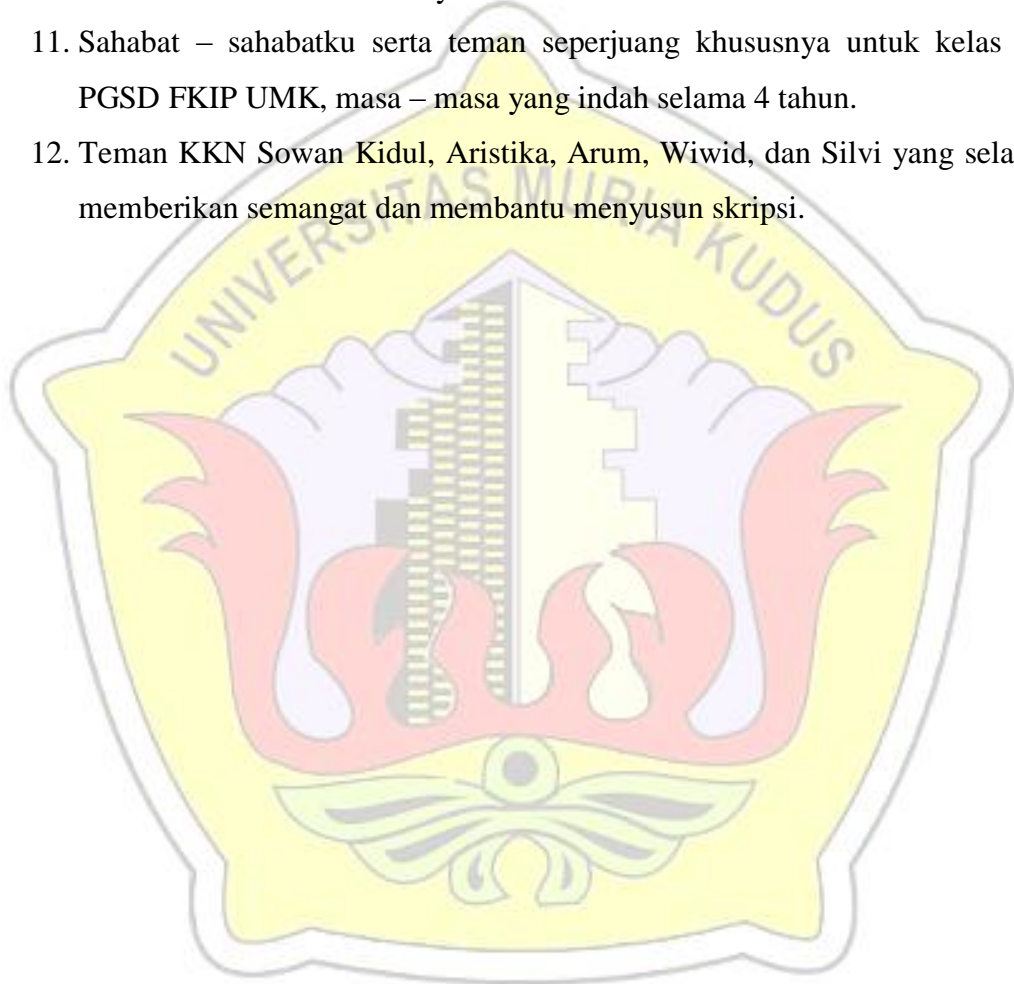 11. Sahabat – sahabatku serta teman seperjuang khususnya untuk kelas
PGSD FKIP UMK, masa – masa yang indah selama 4 tahun.
12. Teman KKN Sowan Kidul, Aristika, Arum, Wiwid, dan Silvi yang sela
memberikan semangat dan membantu menyusun skripsi.
UNIVERSITAS MURIA KUDUS